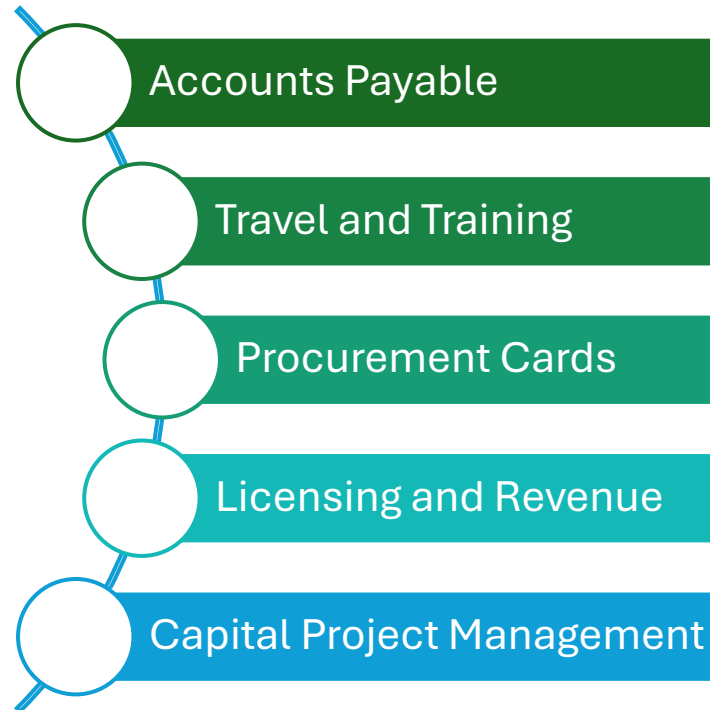 Accounts Payable
Travel and Training
Procurement Cards
Licensing and Revenue
Capital Project Management